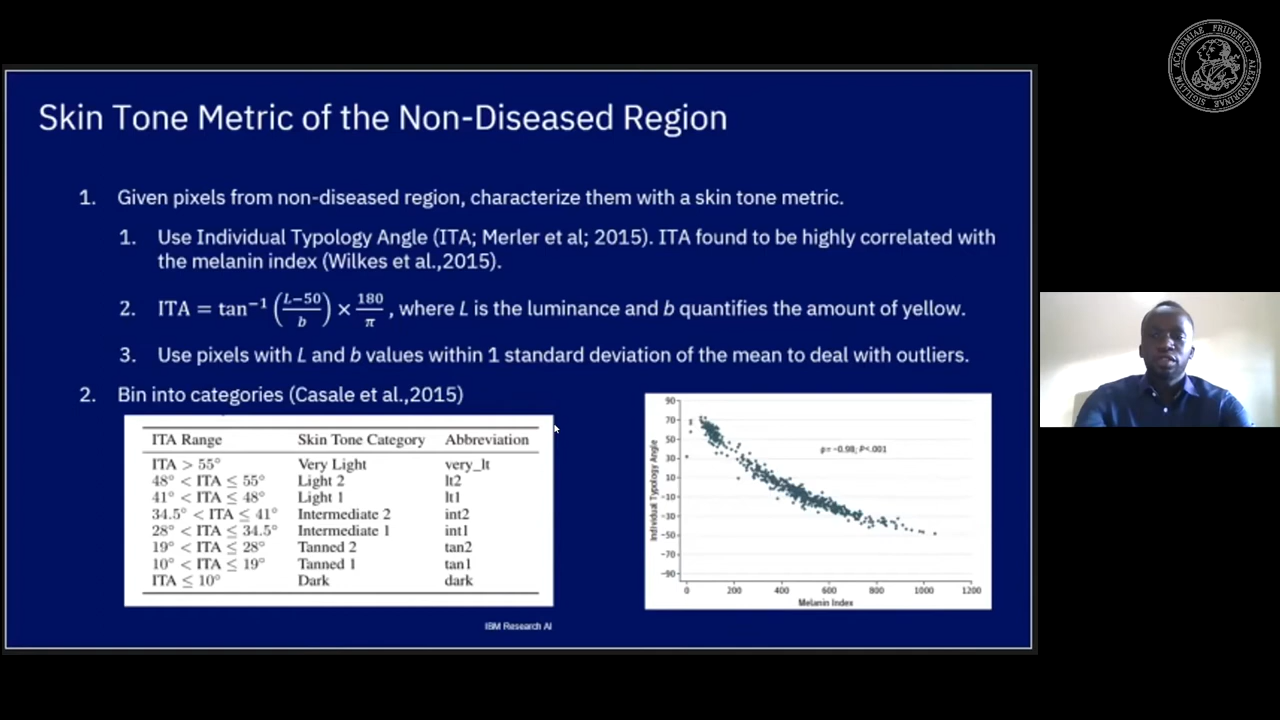 Skin Tone Metric of the Non-Diseased Region
1. Given pixels from non-diseased region, characterize them with a skin tone metric.
1. Use Individual Typology Angle (ITA; Merler et al; 2015). ITA found to be highly correlated with
the melanin index (Wilkes et al.,2015).
2. ITA = tan⁻¹ ((L−50)/b) × 180/π , where L is the luminance and b quantifies the amount of yellow.
3. Use pixels with L and b values within 1 standard deviation of the mean to deal with outliers.
2. Bin into categories (Casale et al.,2015)
ITA Range Skin Tone Category Abbreviation
ITA > 55° Very Light very_lt
48° < ITA ≤ 55° Light 2 lt2
41° < ITA ≤ 48° Light 1 lt1
34.5° < ITA ≤ 41° Intermediate 2 int2
28° < ITA ≤ 34.5° Intermediate 1 int1
19° < ITA ≤ 28° Tanned 2 tan2
10° < ITA ≤ 19° Tanned 1 tan1
ITA ≤ 10° Dark dark
90
70
50
30
10
-10
-30
-50
-70
-90
Individual Typology Angle
ρ= -0.98; P<.001
0 200 400 600 800 1000 1200
Melanin Index
IBM Research AI
ACADEMIAE FRIDERICO ALEXANDRINAE SIGILLVM